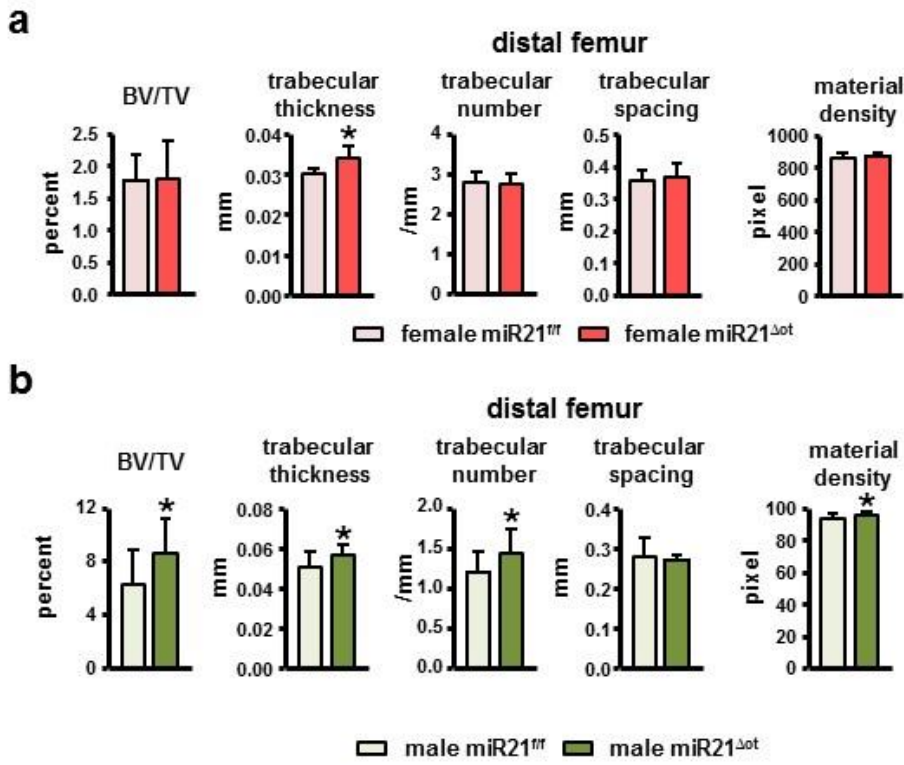 a
distal femur
BV/TV
trabecular
thickness
trabecular
number
trabecular
spacing
material
density
percent
2.5
2.0
1.5
1.0
0.5
0.0
mm
0.04
0.03
0.02
0.01
0.00
*
/mm
4
3
2
1
0
mm
0.5
0.4
0.3
0.2
0.1
0.0
pixel
1000
800
600
400
200
0
female miR21f/f female miR21Δot
b
distal femur
BV/TV
trabecular
thickness
trabecular
number
trabecular
spacing
material
density
percent
12
8
4
0
*
mm
0.08
0.06
0.04
0.02
0.00
*
/mm
2.0
1.5
1.0
0.5
0.0
*
mm
0.4
0.3
0.2
0.1
0.0
pixel
100
80
60
40
20
0
*
male miR21f/f male miR21Δot